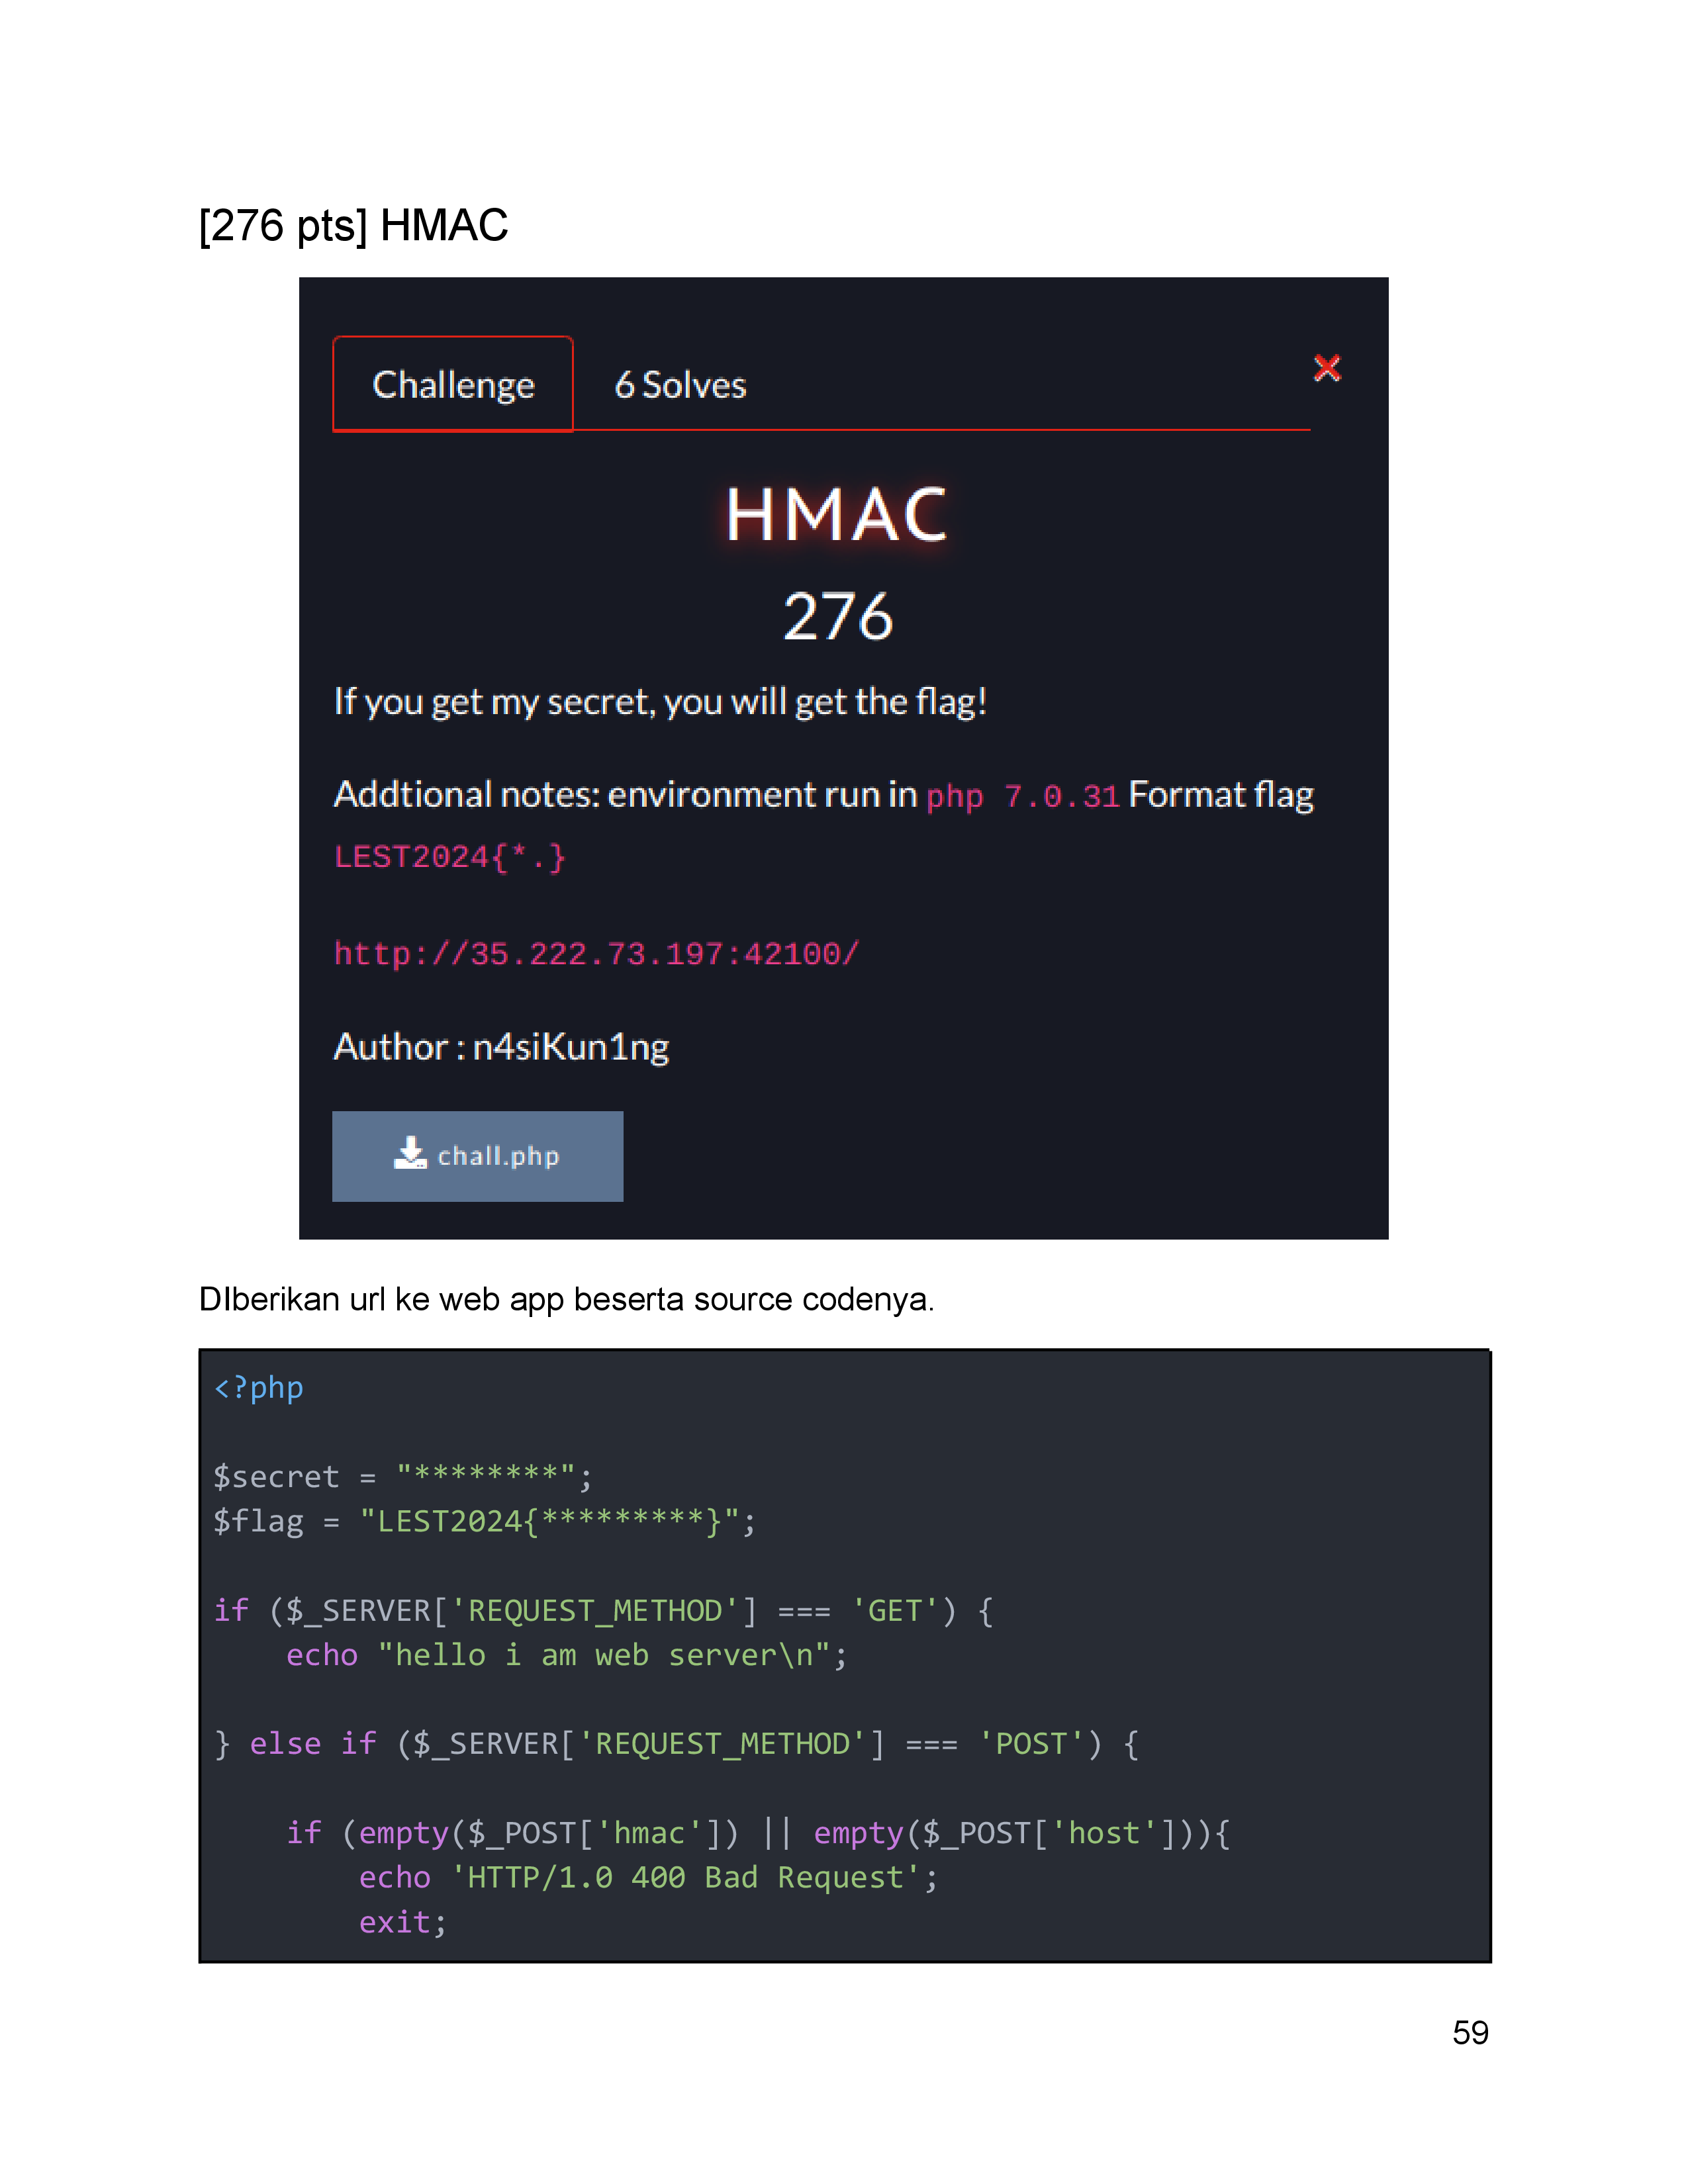 [276 pts] HMAC
Challenge
6 Solves
HMAC
276
If you get my secret, you will get the flag!
Addtional notes: environment run in php 7.0.31 Format flag
LEST2024{*.}
http://35.222.73.197:42100/
Author : n4siKun1ng
chall.php
DIberikan url ke web app beserta source codenya.
<?php
$secret = "********";
$flag = "LEST2024{*********}";
if ($_SERVER['REQUEST_METHOD'] === 'GET') {
    echo "hello i am web server\n";
} else if ($_SERVER['REQUEST_METHOD'] === 'POST') {
    if (empty($_POST['hmac']) || empty($_POST['host'])){
        echo 'HTTP/1.0 400 Bad Request';
        exit;
59